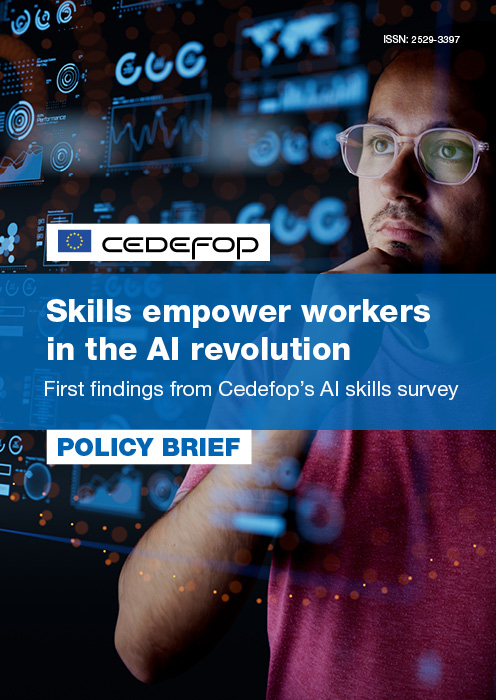 ISSN: 2529-3397
CEDEFOP
Skills empower workers
in the AI revolution
First findings from Cedefop's AI skills survey
POLICY BRIEF